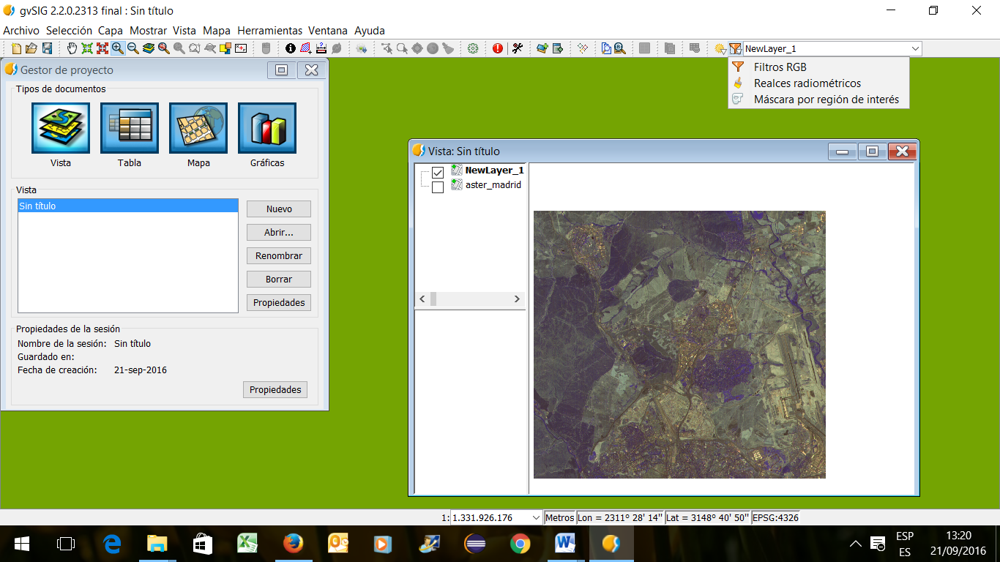 gvSIG 2.2.0.2313 final : Sin título
Archivo Selección Capa Mostrar Vista Mapa Herramientas Ventana Ayuda
NewLayer_1
Filtros RGB
Realces radiométricos
Máscara por región de interés
Gestor de proyecto
Tipos de documentos
Vista Tabla Mapa Gráficas
Vista
Sin título
Nuevo
Abrir...
Renombrar
Borrar
Propiedades
Propiedades de la sesión
Nombre de la sesión: Sin título
Guardado en:
Fecha de creación: 21-sep-2016
Propiedades
Vista: Sin título
NewLayer_1
aster_madrid
1: 1.331.926.176 Metros Lon = 2311° 28' 14" Lat = 3148° 40' 50" EPSG:4326
ESP
ES
13:20
21/09/2016